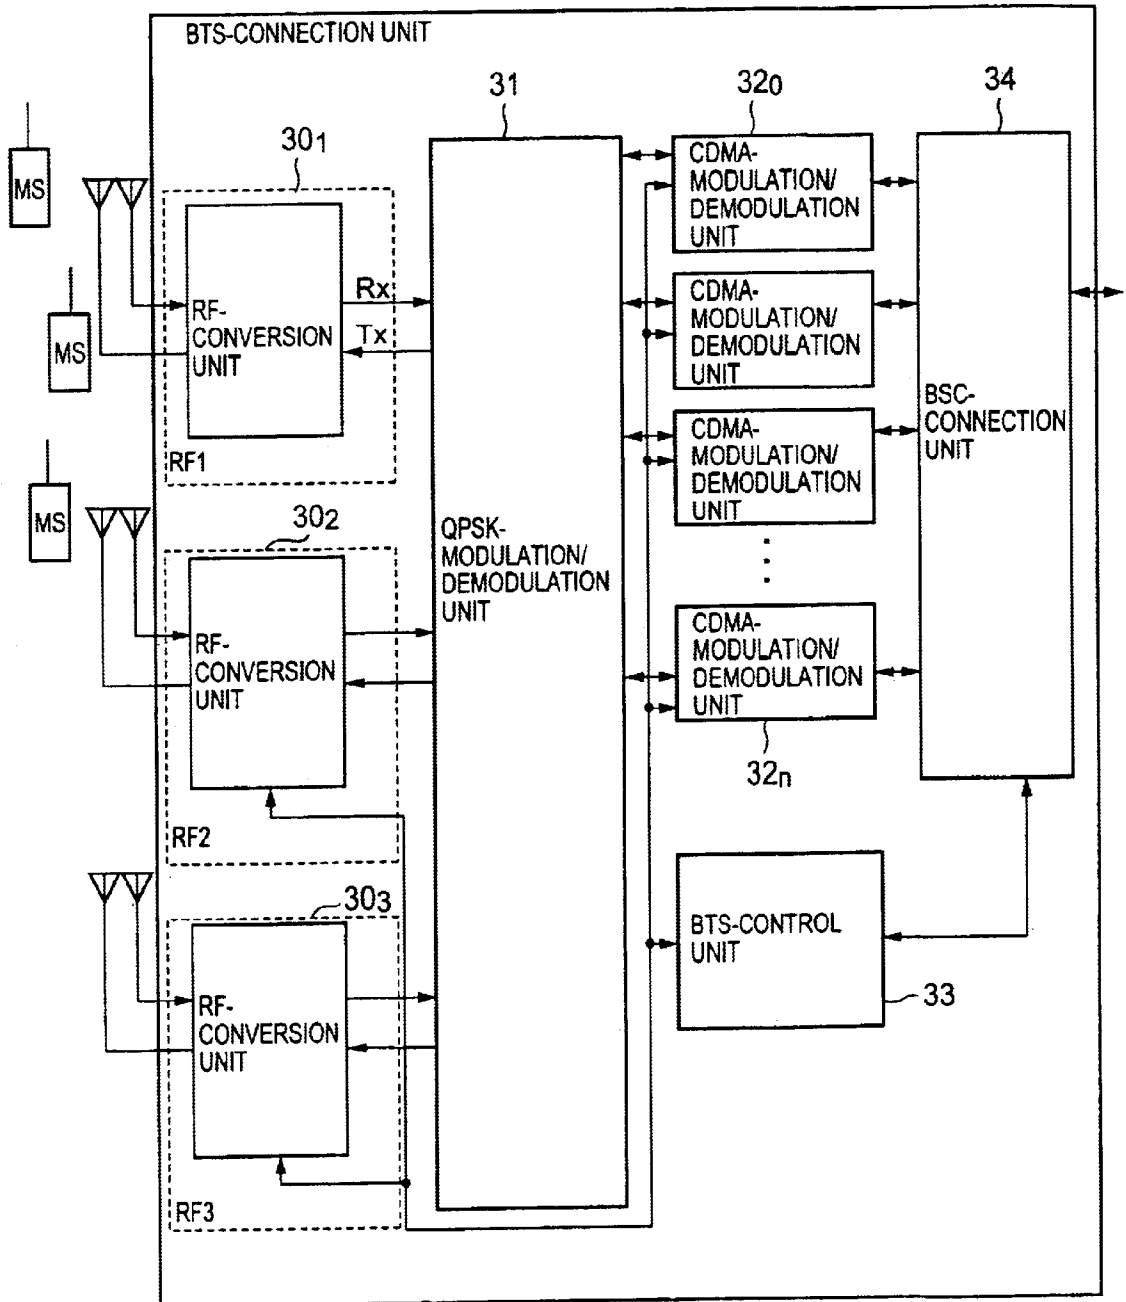 BTS-CONNECTION UNIT
31
32₀
34
30₁
MS
CDMA-
MODULATION/
DEMODULATION
UNIT
RF-
CONVERSION
UNIT
Rx
Tx
RF1
MS
CDMA-
MODULATION/
DEMODULATION
UNIT
BSC-
CONNECTION
UNIT
CDMA-
MODULATION/
DEMODULATION
UNIT
MS
30₂
QPSK-
MODULATION/
DEMODULATION
UNIT
RF-
CONVERSION
UNIT
RF2
CDMA-
MODULATION/
DEMODULATION
UNIT
32ₙ
30₃
BTS-CONTROL
UNIT
33
RF-
CONVERSION
UNIT
RF3